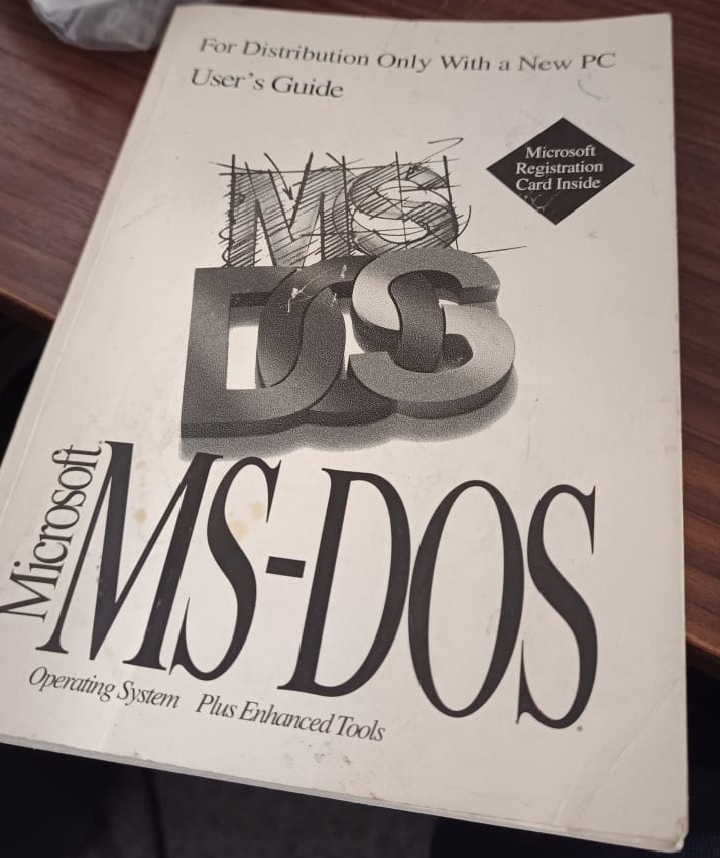 For Distribution Only With a New PC
User's Guide
Microsoft
Registration
Card Inside
MS
DOS
Microsoft
MS-DOS
Operating System Plus Enhanced Tools